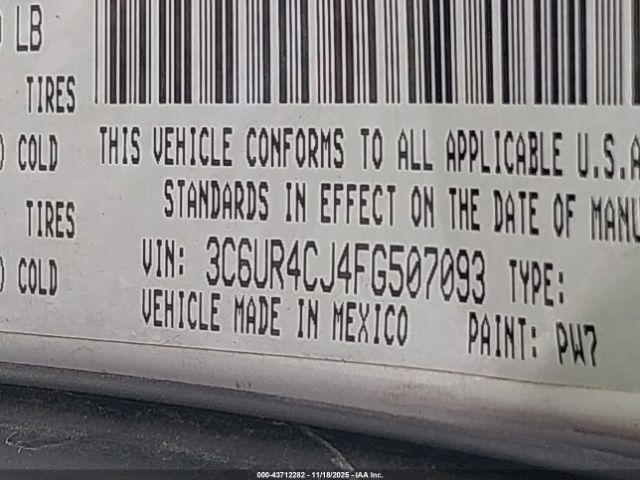 LB
TIRES
COLD
TIRES
COLD
THIS VEHICLE CONFORMS TO ALL APPLICABLE U.S.A
STANDARDS IN EFFECT ON THE DATE OF MANU
VIN: 3C6UR4CJ4FG507093 TYPE:
VEHICLE MADE IN MEXICO PAINT: PW7
000-43712282 - 11/18/2025 - IAA Inc.